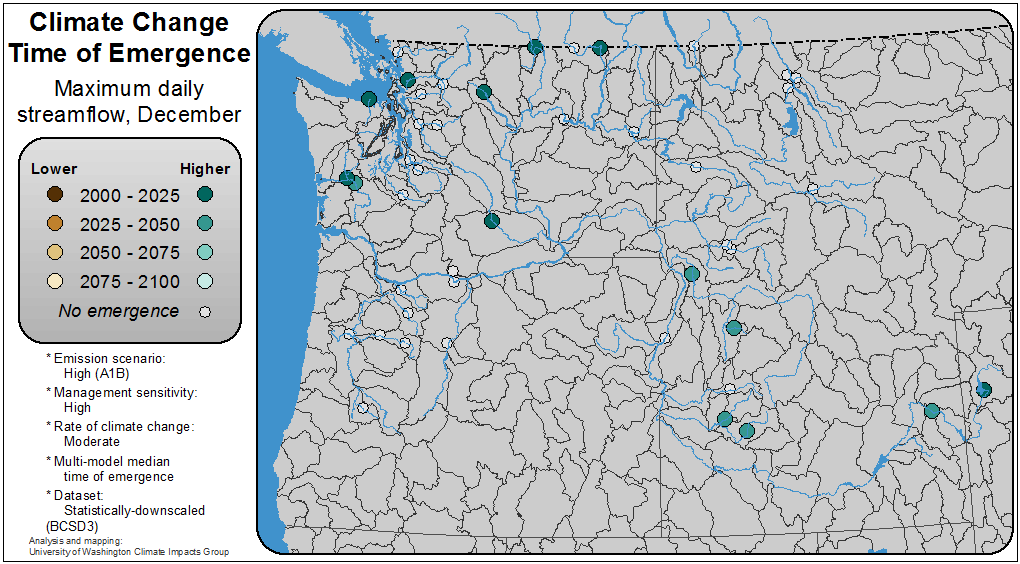 Climate Change
Time of Emergence
Maximum daily
streamflow, December
Lower Higher
2000 - 2025
2025 - 2050
2050 - 2075
2075 - 2100
No emergence
* Emission scenario:
High (A1B)
* Management sensitivity:
High
* Rate of climate change:
Moderate
* Multi-model median
time of emergence
* Dataset:
Statistically-downscaled
(BCSD3)
Analysis and mapping:
University of Washington Climate Impacts Group